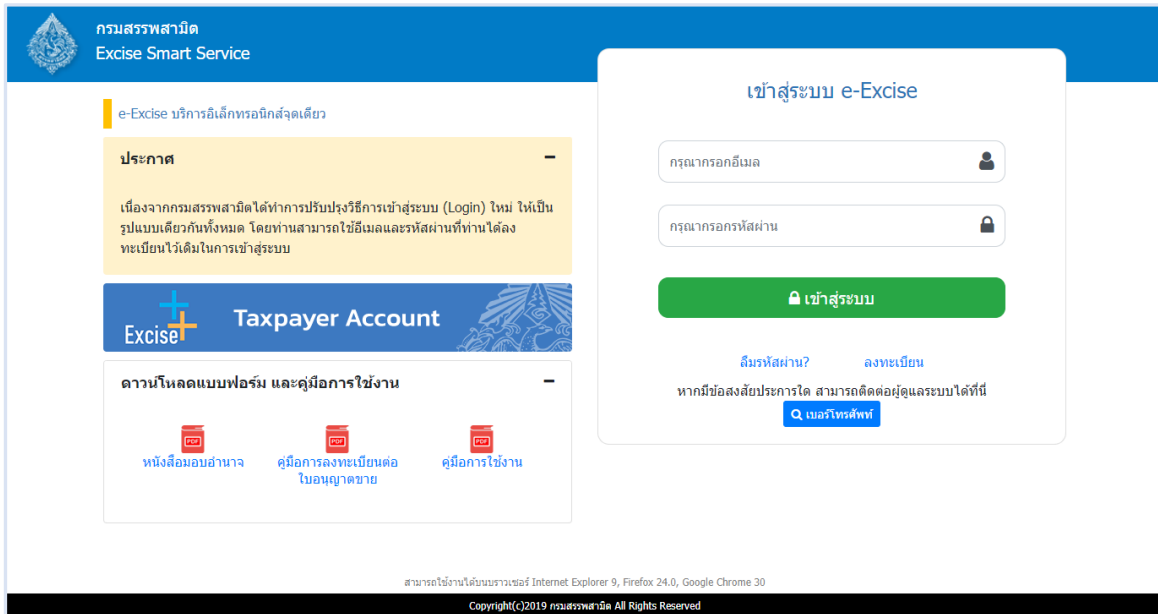 กรมสรรพสามิต
Excise Smart Service
e-Excise บริการอิเล็กทรอนิกส์จุดเดียว
ประกาศ
เนื่องจากกรมสรรพสามิตได้ทำการปรับปรุงวิธีการเข้าสู่ระบบ (Login) ใหม่ ให้เป็น
รูปแบบเดียวกันทั้งหมด โดยท่านสามารถใช้อีเมลและรหัสผ่านที่ท่านได้ลง
ทะเบียนไว้เดิมในการเข้าสู่ระบบ
Excise
Taxpayer Account
ดาวน์โหลดแบบฟอร์ม และคู่มือการใช้งาน
PDF
PDF
PDF
หนังสือมอบอำนาจ
คู่มือการลงทะเบียนต่อ
ใบอนุญาตขาย
คู่มือการใช้งาน
เข้าสู่ระบบ e-Excise
กรุณากรอกอีเมล
กรุณากรอกรหัสผ่าน
เข้าสู่ระบบ
ลืมรหัสผ่าน?
ลงทะเบียน
หากมีข้อสงสัยประการใด สามารถติดต่อผู้ดูแลระบบได้ที่นี่
เบอร์โทรศัพท์
สามารถใช้งานได้บนบราวเซอร์ Internet Explorer 9, Firefox 24.0, Google Chrome 30
Copyright(c)2019 กรมสรรพสามิต All Rights Reserved